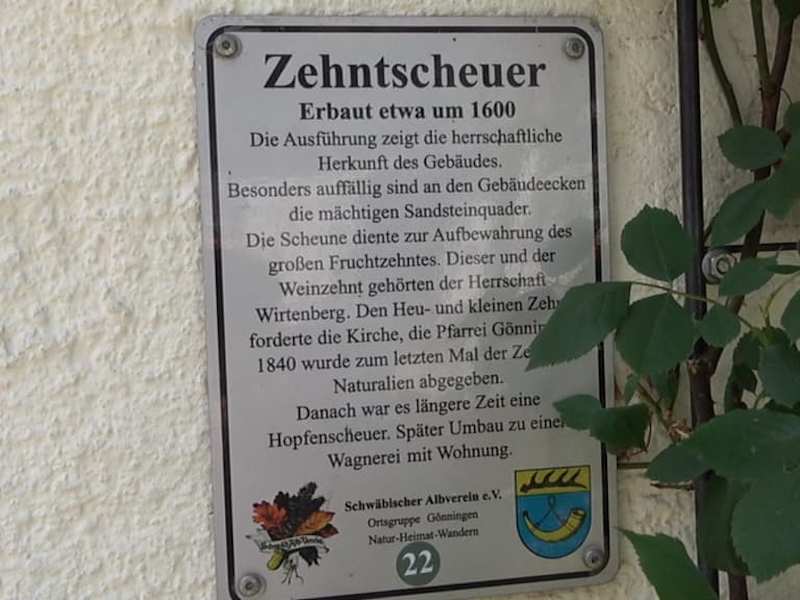 Zehntscheuer
Erbaut etwa um 1600
Die Ausführung zeigt die herrschaftliche
Herkunft des Gebäudes.
Besonders auffällig sind an den Gebäudeecken
die mächtigen Sandsteinquader.
Die Scheune diente zur Aufbewahrung des
großen Fruchtzehntes. Dieser und der
Weinzehnt gehörten der Herrschaft
Wirtenberg. Den Heu- und kleinen
forderte die Kirche, die Pfarrei
1840 wurde zum letzten Mal der
Naturalien abgegeben.
Danach war es längere Zeit eine
Hopfenscheuer. Später Umbau zu einer
Wagnerei mit Wohnung.
Schwäbischer Albverein e.V.
Ortsgruppe Gönningen
Natur-Heimat-Wandern
22